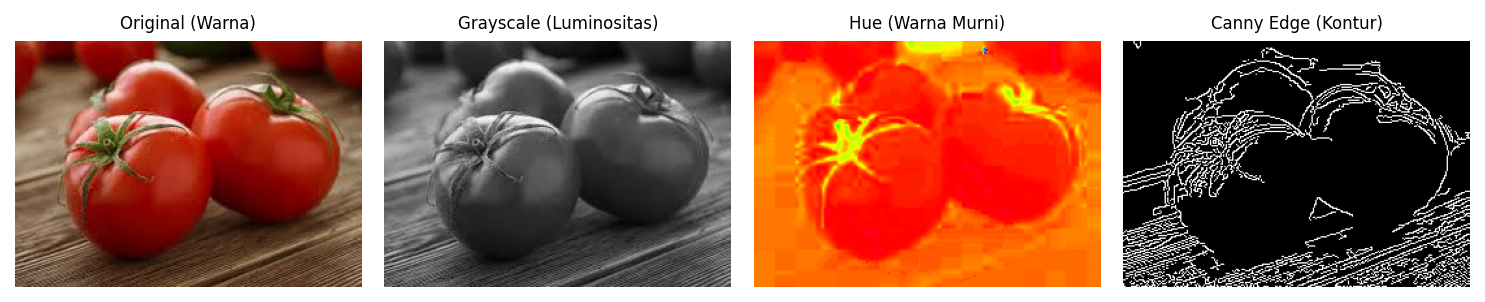 Original (Warna)
Grayscale (Luminositas)
Hue (Warna Murni)
Canny Edge (Kontur)